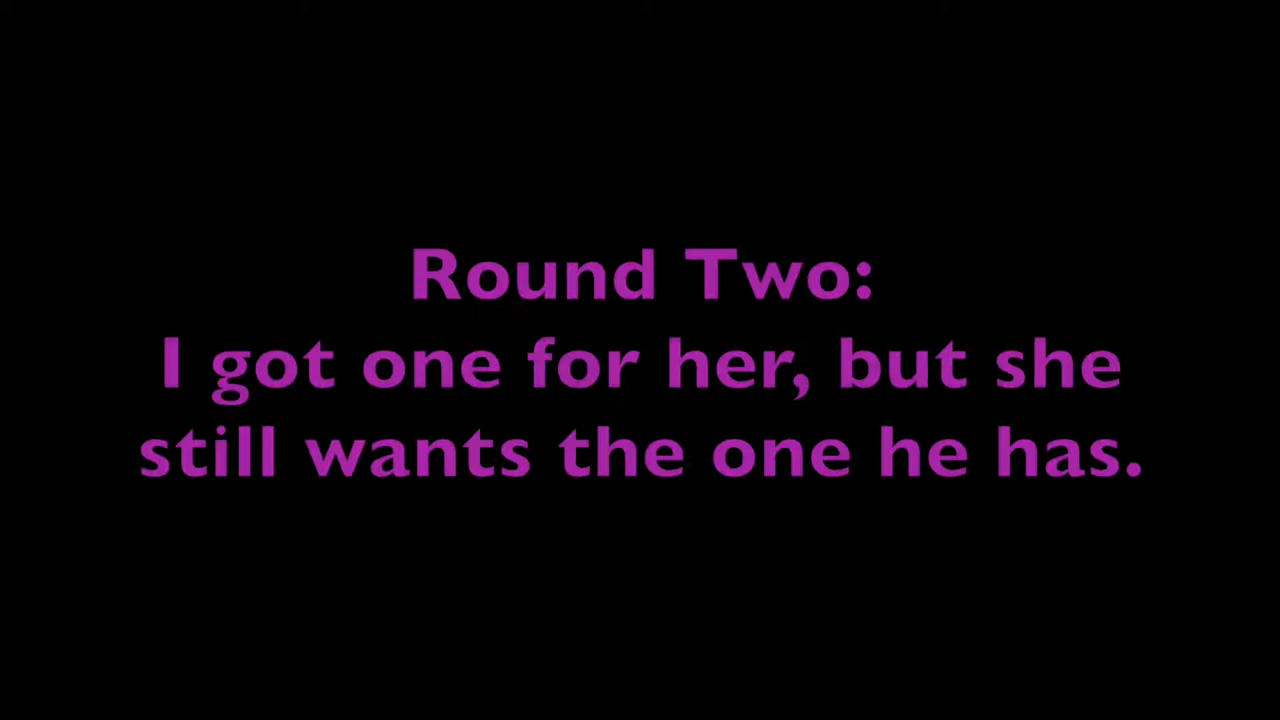 Round Two:
I got one for her, but she
still wants the one he has.